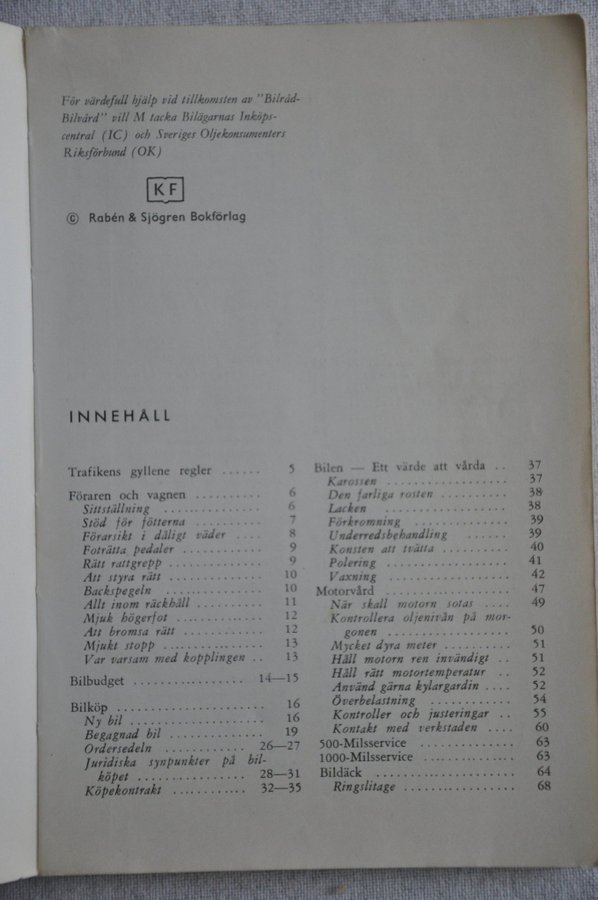 För värdefull hjälp vid tillkomsten av "Bilråd-
Bilvård" vill M tacka Bilägarnas Inköps-
central (IC) och Sveriges Oljekonsumenters
Riksförbund (OK)
KF
© Rabén & Sjögren Bokförlag
INNEHÅLL
Trafikens gyllene regler ...... 5
Föraren och vagnen .......... 6
Sittställning .............. 6
Stöd för fötterna .......... 7
Förarsikt i dåligt väder .... 8
Foträtta pedaler .......... 9
Rätt rattgrepp ............ 9
Att styra rätt ............ 10
Backspegeln .............. 10
Allt inom räckhåll .......... 11
Mjuk högerfot ............ 12
Att bromsa rätt .......... 12
Mjukt stopp .............. 13
Var varsam med kopplingen .. 13
Bilbudget ................ 14—15
Bilköp .................... 16
Ny bil .................... 16
Begagnad bil .............. 19
Ordersedeln ............ 26—27
Juridiska synpunkter på bil-
köpet ................ 28—31
Köpekontrakt ............ 32—35
Bilen — Ett värde att vårda .. 37
Karossen .................. 37
Den farliga rosten .......... 38
Lacken .................... 38
Förkromning .............. 39
Underredsbehandling ...... 39
Konsten att tvätta .......... 40
Polering .................. 41
Vaxning .................. 42
Motorvård .................. 47
När skall motorn sotas .... 49
Kontrollera oljenivån på mor-
gonen .................. 50
Mycket dyra meter .......... 51
Håll motorn ren invändigt .. 51
Håll rätt motortemperatur .. 52
Använd gärna kylargardin .... 52
Överbelastning ............ 54
Kontroller och justeringar .. 55
Kontakt med verkstaden .... 60
500-Milsservice .............. 63
1000-Milsservice ............ 63
Bildäck .................... 64
Ringslitage ................ 68